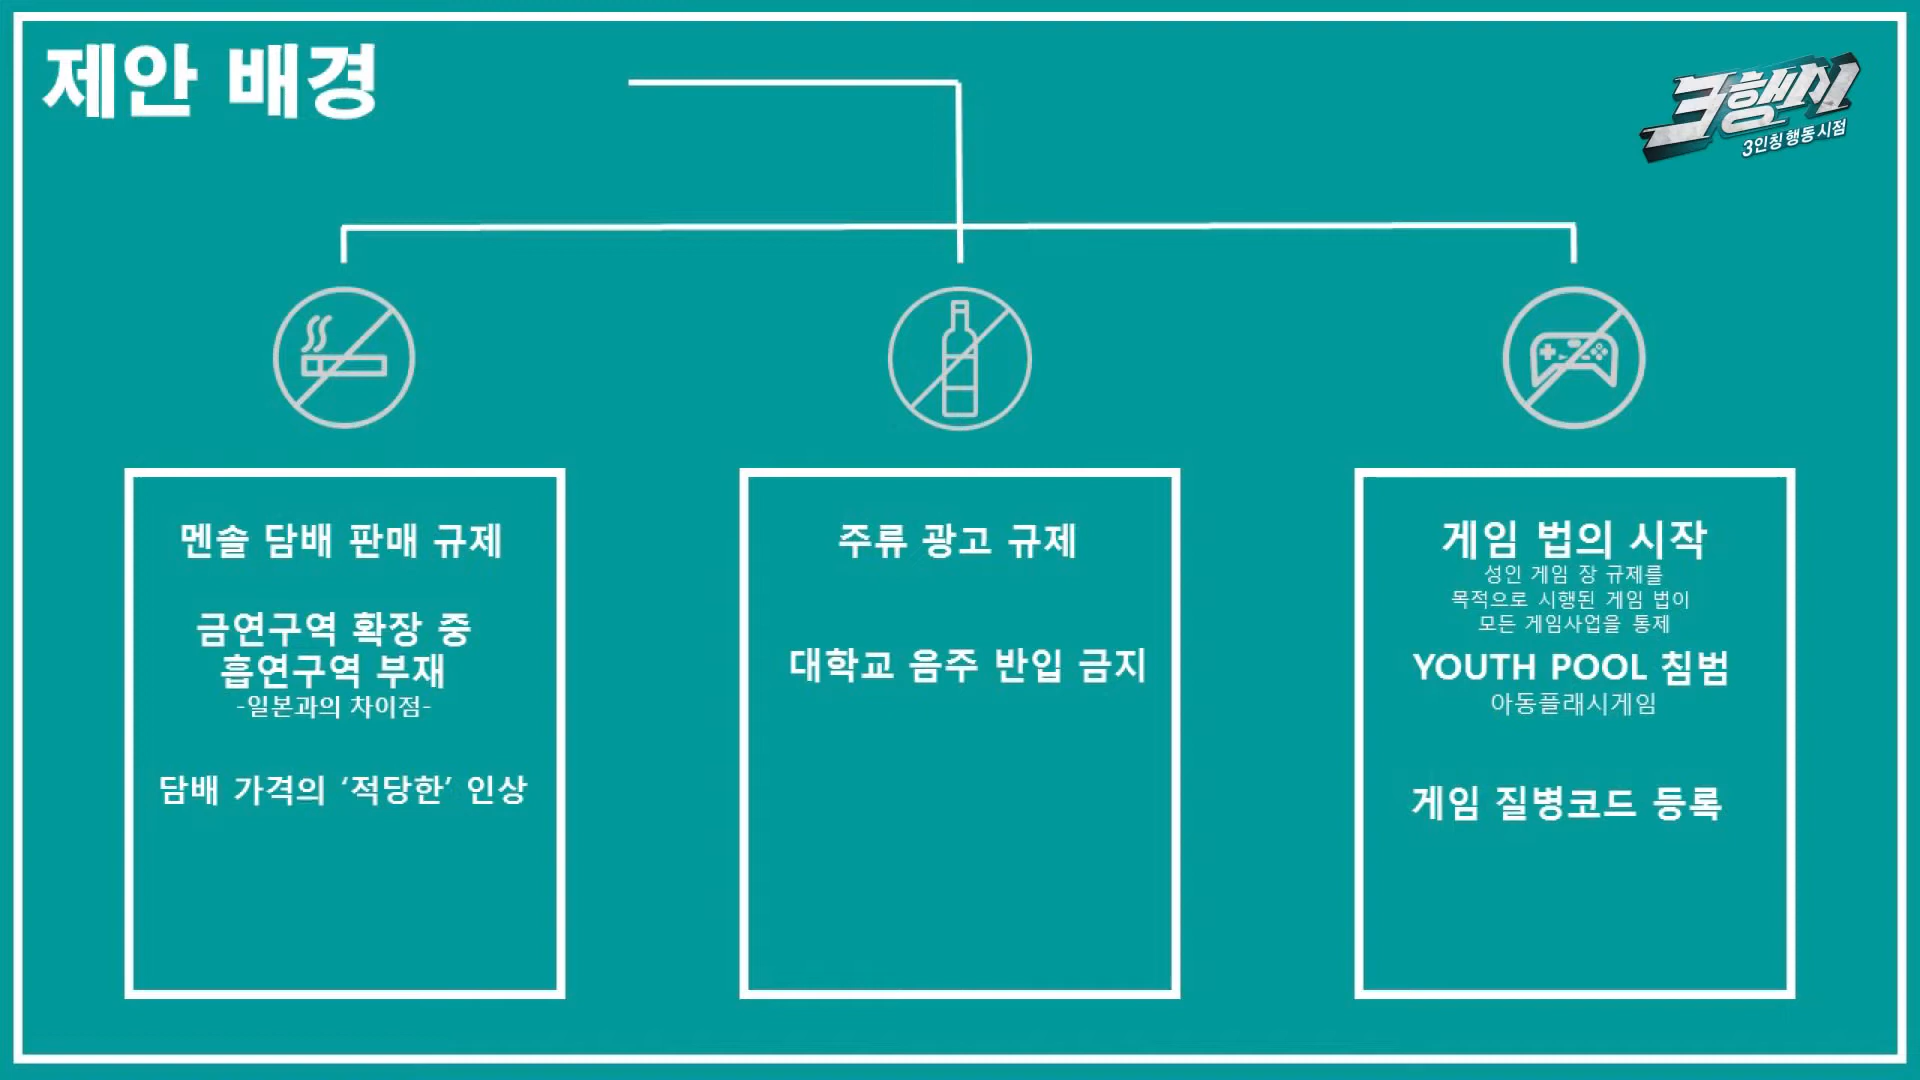 제안 배경
3행시
3인칭행동시점
멘솔 담배 판매 규제
금연구역 확장 중
흡연구역 부재
-일본과의 차이점-
담배 가격의 ‘적당한’ 인상
주류 광고 규제
대학교 음주 반입 금지
게임 법의 시작
성인 게임 장 규제를
목적으로 시행된 게임 법이
모든 게임사업을 통제
YOUTH POOL 침범
아동플래시게임
게임 질병코드 등록